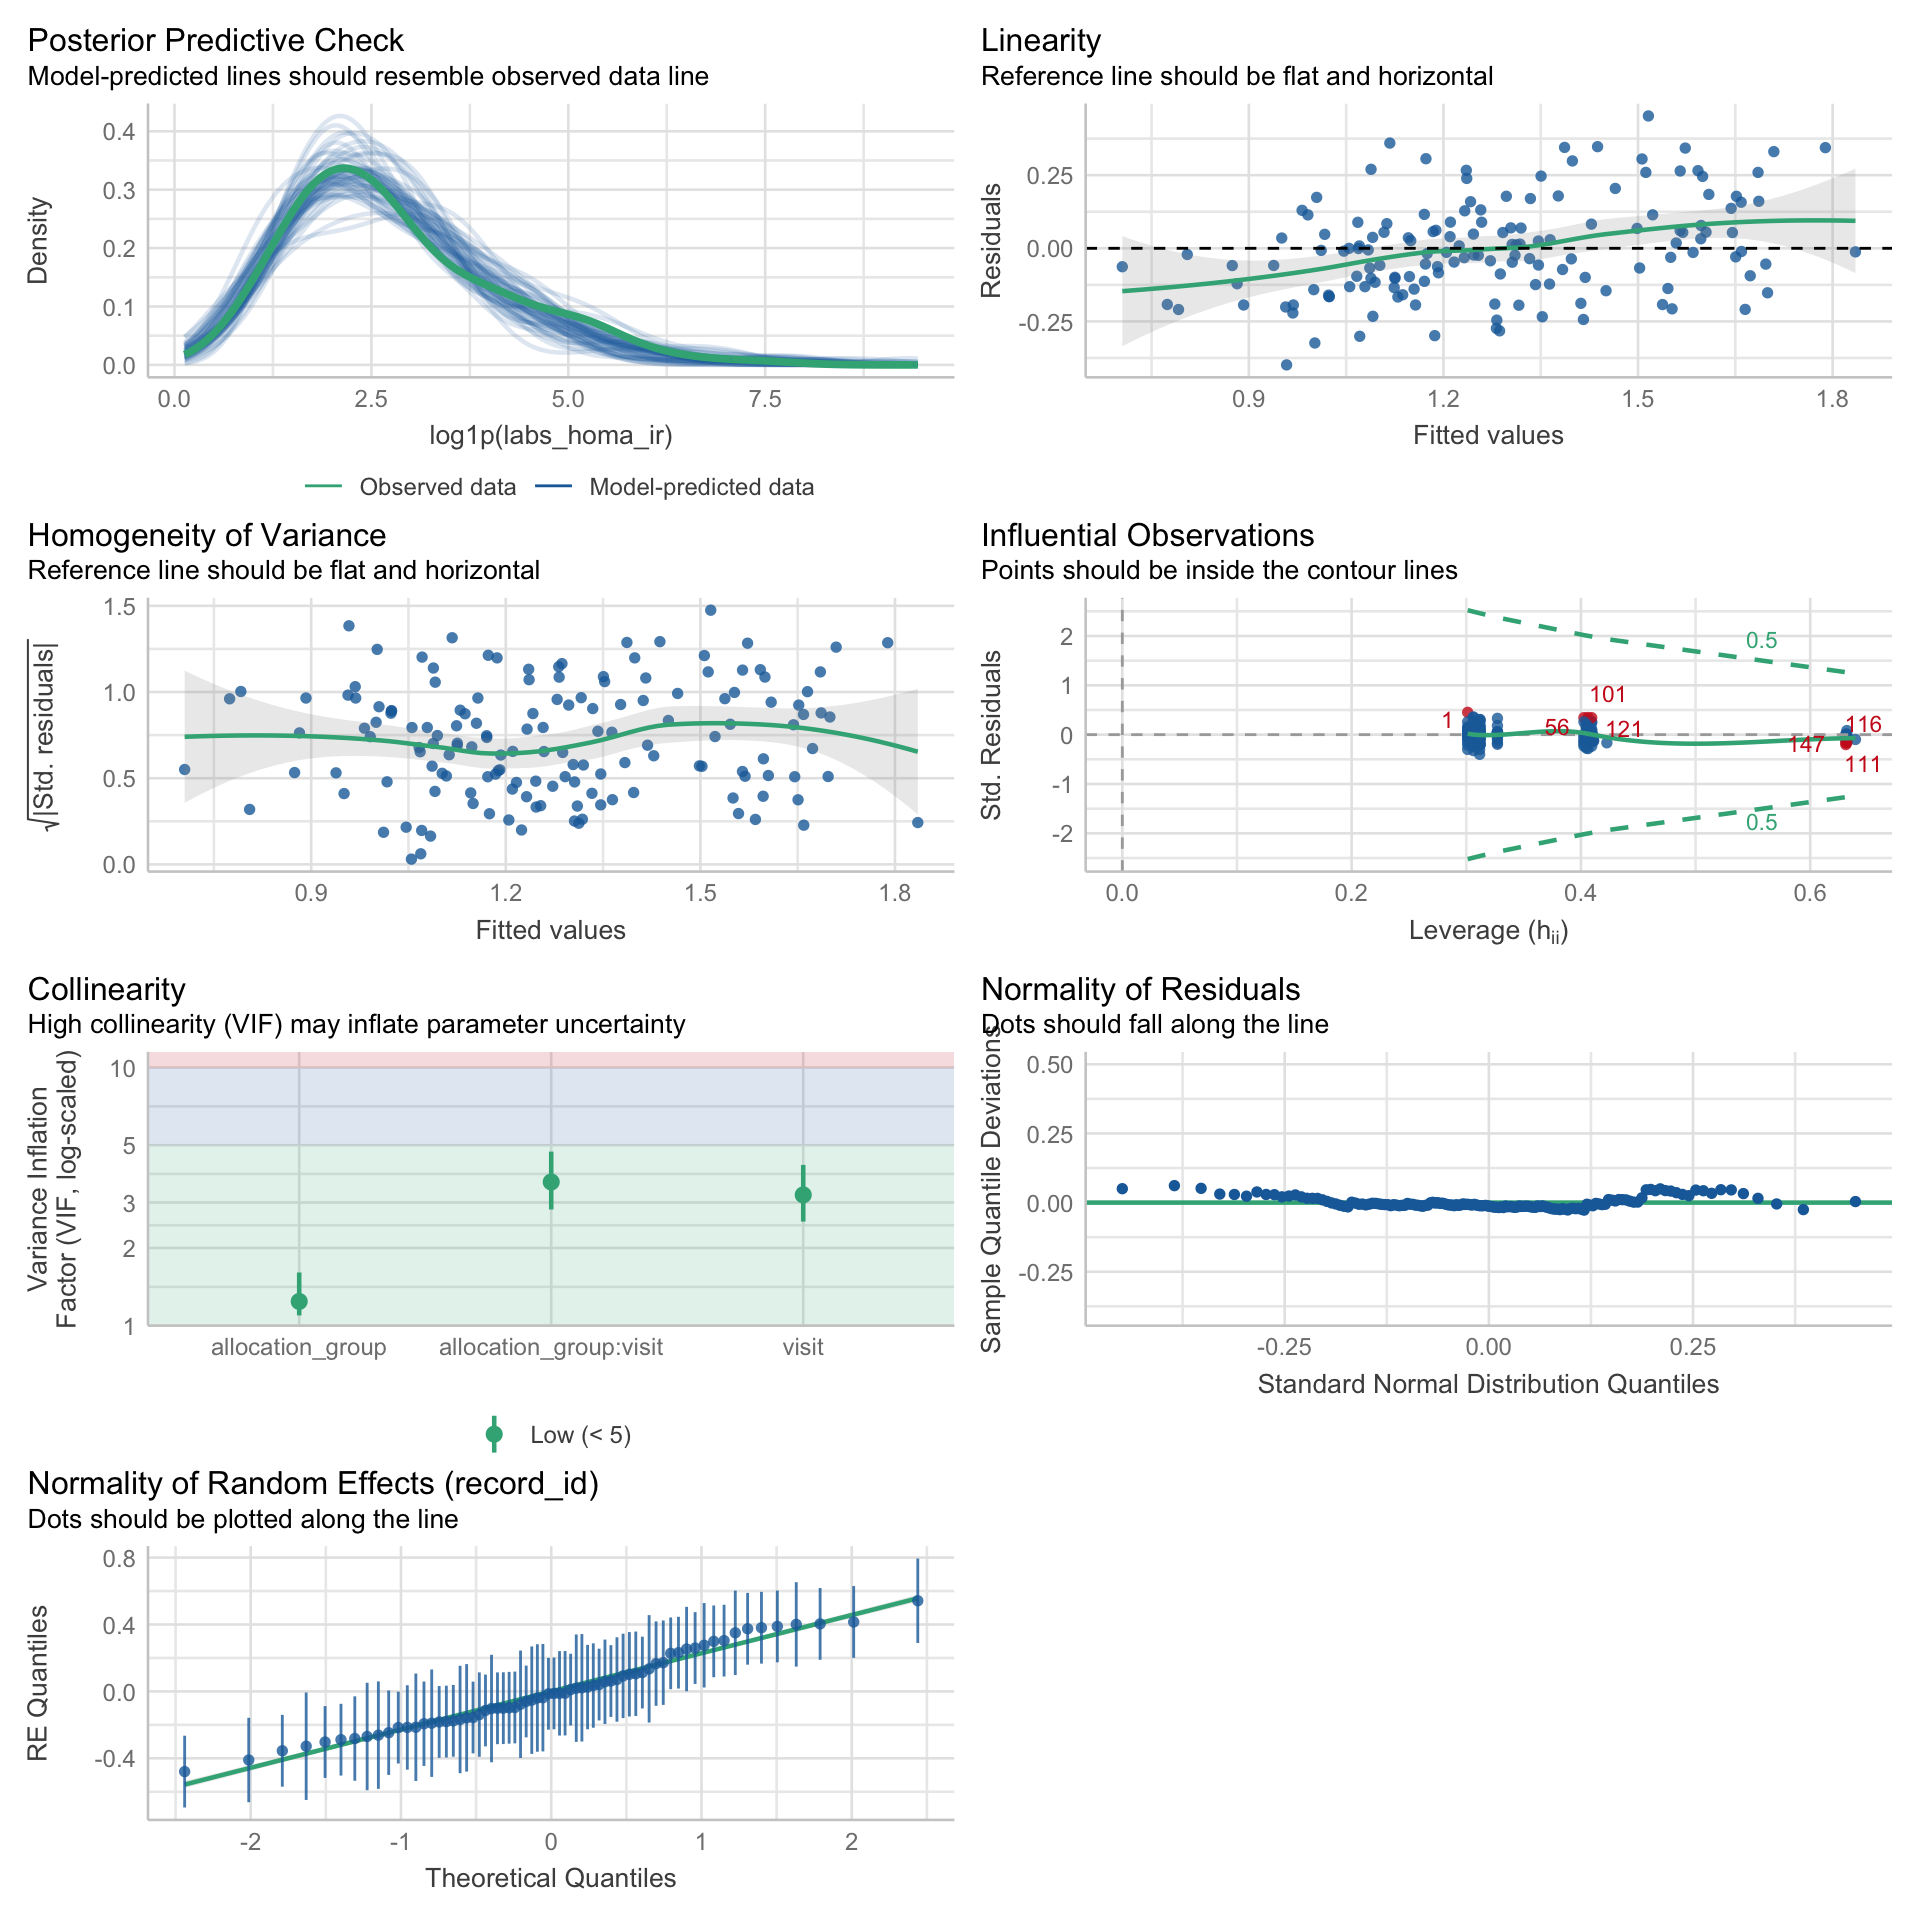 Posterior Predictive Check
Model-predicted lines should resemble observed data line
Density
0.4
0.3
0.2
0.1
0.0
0.0 2.5 5.0 7.5
log1p(labs_homa_ir)
Observed data Model-predicted data
Linearity
Reference line should be flat and horizontal
Residuals
0.25
0.00
-0.25
0.9 1.2 1.5 1.8
Fitted values
Homogeneity of Variance
Reference line should be flat and horizontal
√|Std. residuals|
1.5
1.0
0.5
0.0
0.9 1.2 1.5 1.8
Fitted values
Influential Observations
Points should be inside the contour lines
Std. Residuals
2
1
0
-1
-2
0.5
101
1
56
121
116
147
111
0.5
0.0 0.2 0.4 0.6
Leverage (hii)
Collinearity
High collinearity (VIF) may inflate parameter uncertainty
Variance Inflation
Factor (VIF, log-scaled)
10
5
3
2
1
allocation_group allocation_group:visit visit
Low (< 5)
Normality of Residuals
Dots should fall along the line
Sample Quantile Deviations
0.50
0.25
0.00
-0.25
-0.25 0.00 0.25
Standard Normal Distribution Quantiles
Normality of Random Effects (record_id)
Dots should be plotted along the line
RE Quantiles
0.8
0.4
0.0
-0.4
-2 -1 0 1 2
Theoretical Quantiles